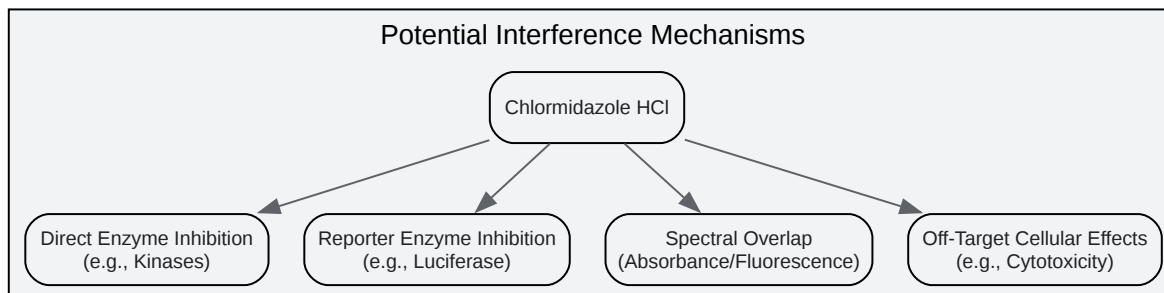 Potential Interference Mechanisms
Chlormidazole HCl
Direct Enzyme Inhibition
(e.g., Kinases)
Reporter Enzyme Inhibition
(e.g., Luciferase)
Spectral Overlap
(Absorbance/Fluorescence)
Off-Target Cellular Effects
(e.g., Cytotoxicity)